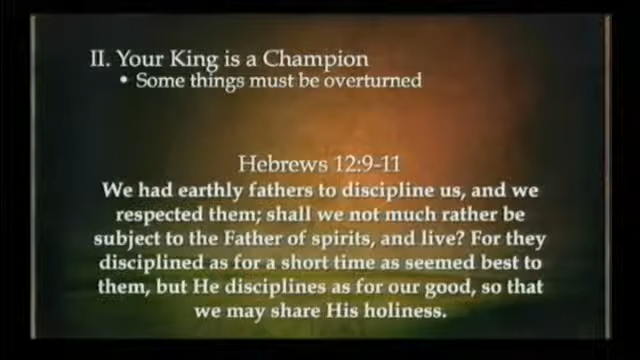 II. Your King is a Champion
• Some things must be overturned
Hebrews 12:9-11
We had earthly fathers to discipline us, and we
respected them; shall we not much rather be
subject to the Father of spirits, and live? For they
disciplined as for a short time as seemed best to
them, but He disciplines as for our good, so that
we may share His holiness.